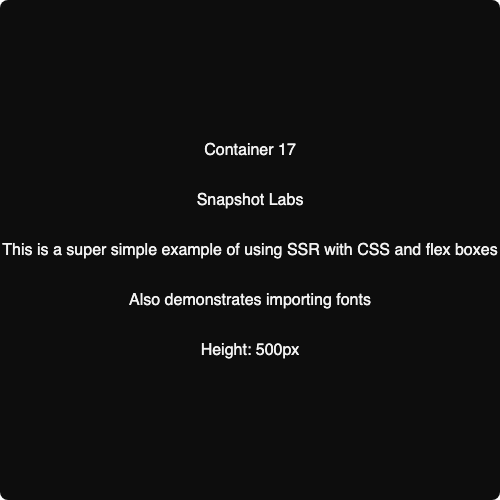 Container 17
Snapshot Labs
This is a super simple example of using SSR with CSS and flex boxes
Also demonstrates importing fonts
Height: 500px